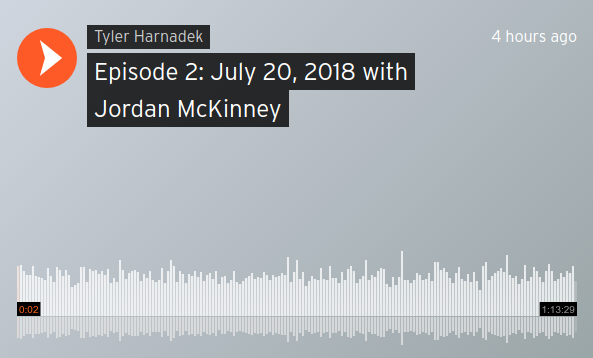 Tyler Harnadek
4 hours ago
Episode 2: July 20, 2018 with
Jordan McKinney
0:02
1:13:29